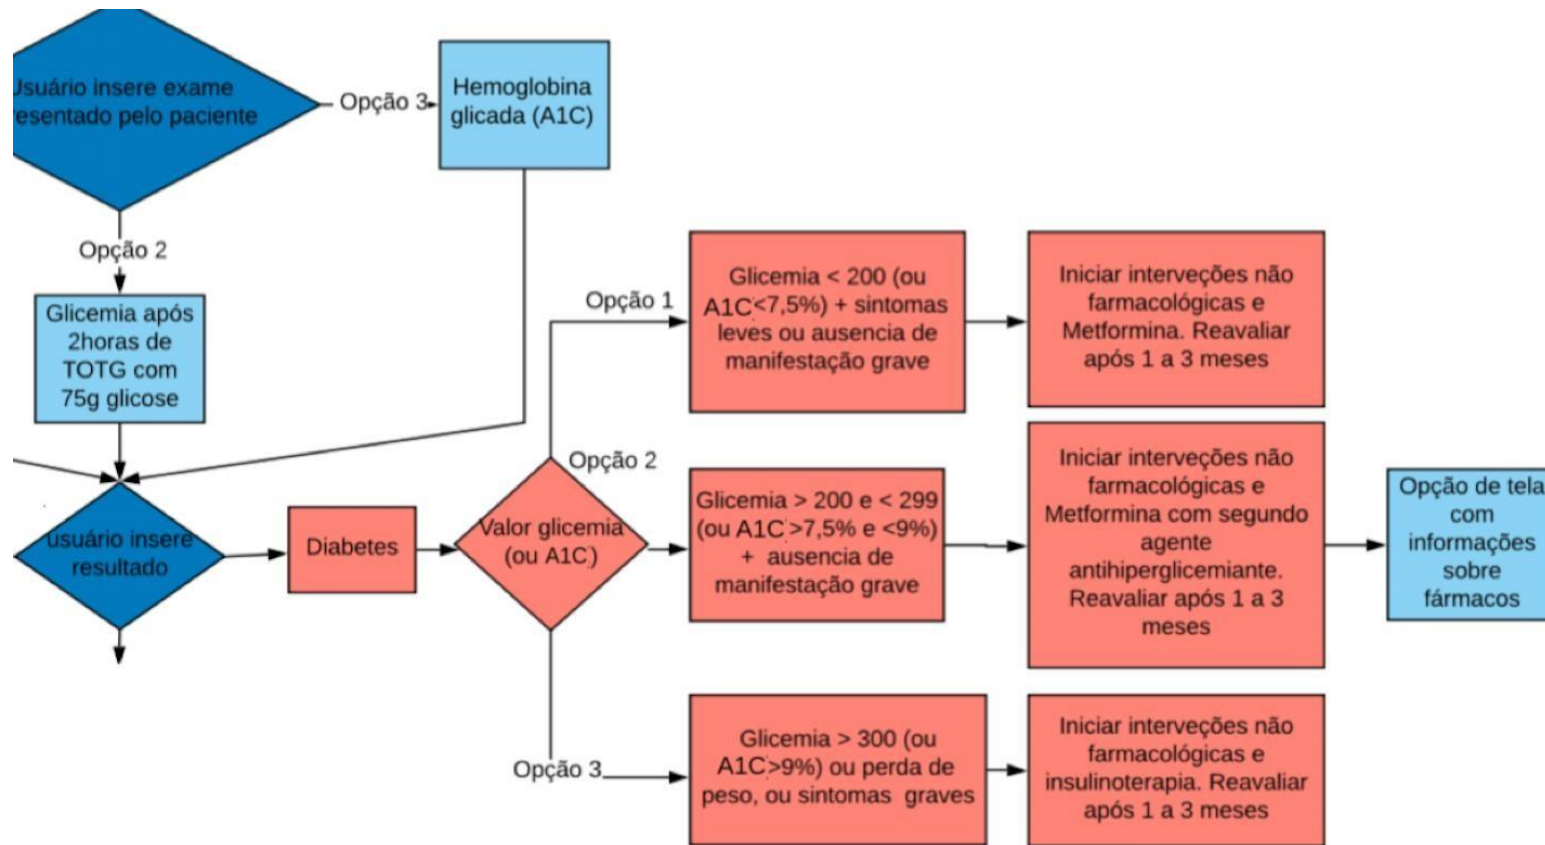 Usuário insere exame
resentado pelo paciente
Opção 3
Hemoglobina
glicada (A1C)
Opção 2
Glicemia após
2horas de
TOTG com
75g glicose
usuário insere
resultado
Diabetes
Valor glicemia
(ou A1C)
Opção 1
Glicemia < 200 (ou
A1C<7,5%) + sintomas
leves ou ausencia de
manifestação grave
Iniciar interveções não
farmacológicas e
Metformina. Reavaliar
após 1 a 3 meses
Opção 2
Glicemia > 200 e < 299
(ou A1C>7,5% e <9%)
+ ausencia de
manifestação grave
Iniciar interveções não
farmacológicas e
Metformina com segundo
agente
antihiperglicemiante.
Reavaliar após 1 a 3
meses
Opção de tela
com
informações
sobre
fármacos
Opção 3
Glicemia > 300 (ou
A1C>9%) ou perda de
peso, ou sintomas graves
Iniciar interveções não
farmacológicas e
insulinoterapia. Reavaliar
após 1 a 3 meses